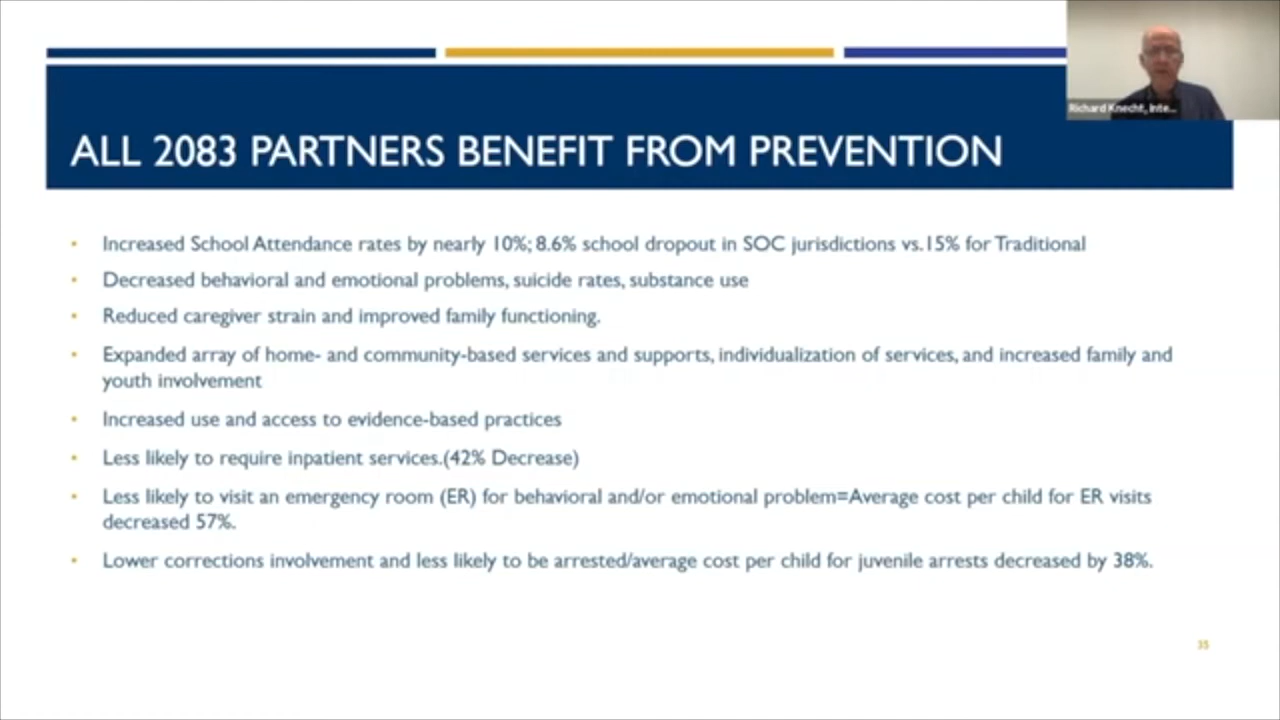 Richard Knecht, Inte...
ALL 2083 PARTNERS BENEFIT FROM PREVENTION
• Increased School Attendance rates by nearly 10%; 8.6% school dropout in SOC jurisdictions vs.15% for Traditional
• Decreased behavioral and emotional problems, suicide rates, substance use
• Reduced caregiver strain and improved family functioning.
• Expanded array of home- and community-based services and supports, individualization of services, and increased family and
youth involvement
• Increased use and access to evidence-based practices
• Less likely to require inpatient services.(42% Decrease)
• Less likely to visit an emergency room (ER) for behavioral and/or emotional problem=Average cost per child for ER visits
decreased 57%.
• Lower corrections involvement and less likely to be arrested/average cost per child for juvenile arrests decreased by 38%.
35